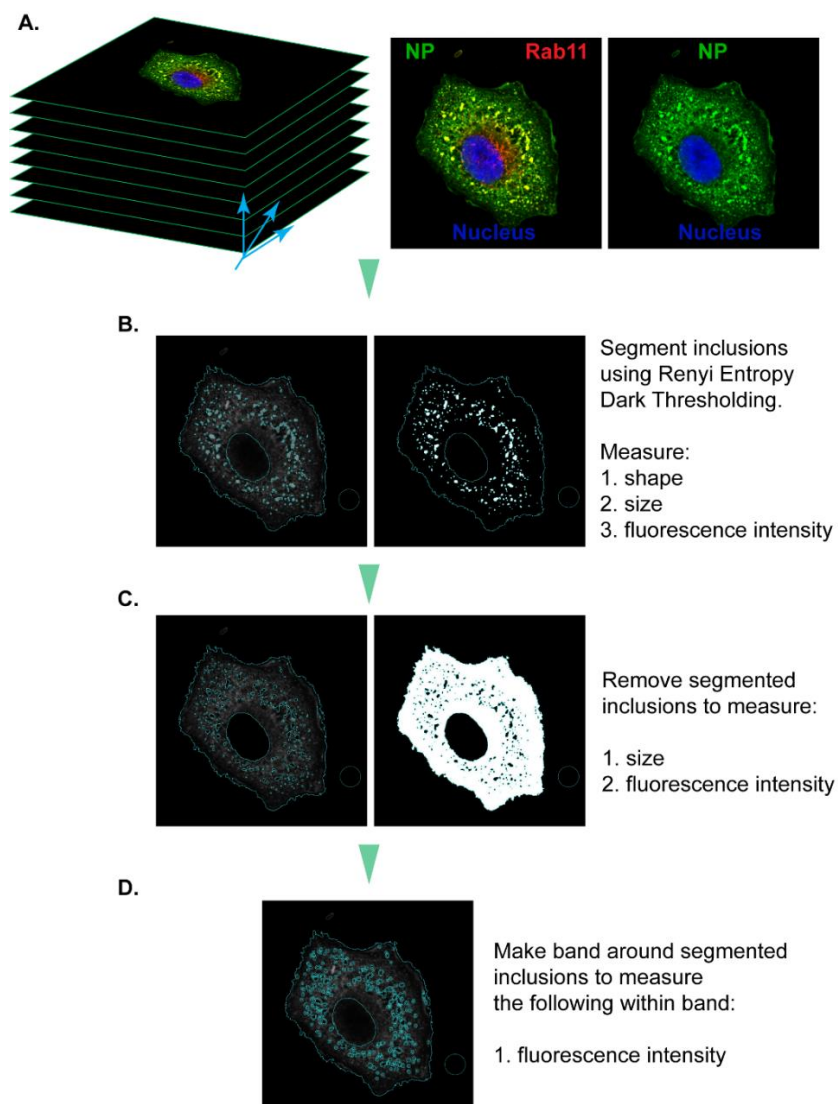 A.
NP
Rab11
NP
Nucleus
Nucleus
B.
Segment inclusions
using Renyi Entropy
Dark Thresholding.
Measure:
1. shape
2. size
3. fluorescence intensity
C.
Remove segmented
inclusions to measure:
1. size
2. fluorescence intensity
D.
Make band around segmented
inclusions to measure
the following within band:
1. fluorescence intensity